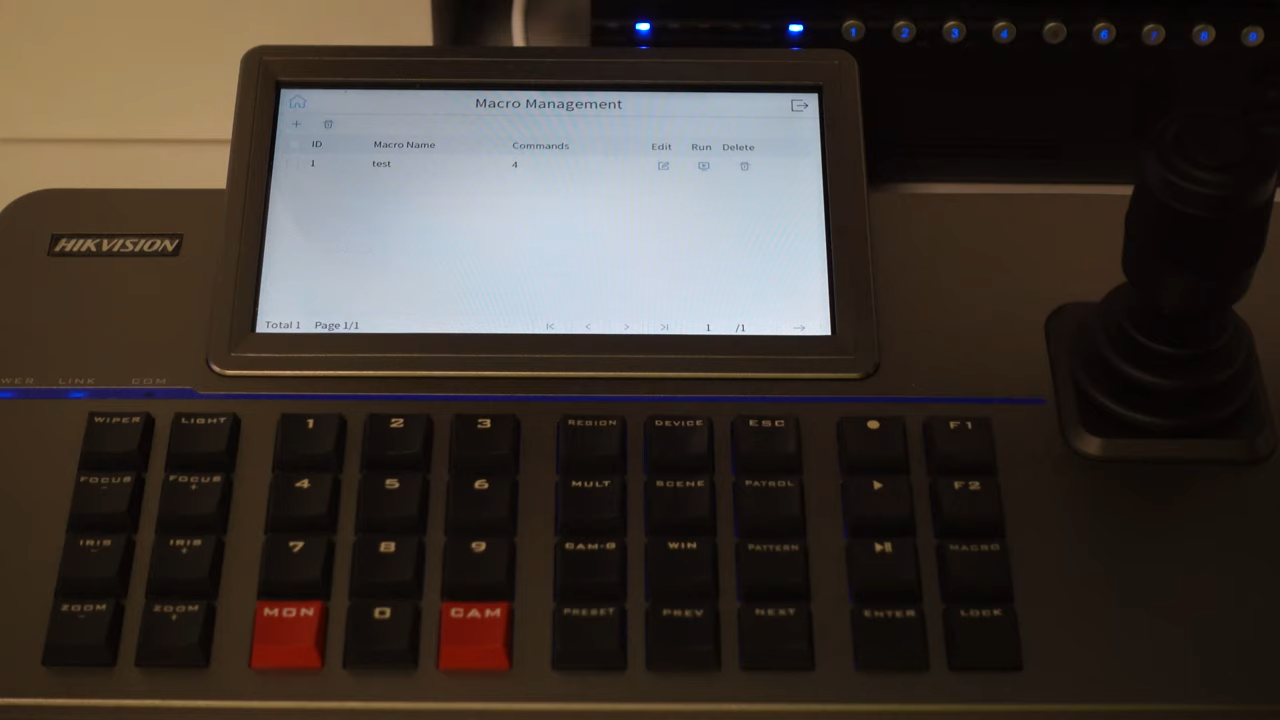 1 2 3 4 6 7 8 9
Macro Management
ID Macro Name Commands Edit Run Delete
1 test 4
Total 1 Page 1/1 1 /1
HIKVISION
WER LINK COM
WIPER LIGHT 1 2 3 REGION DEVICE ESC F1
FOCUS - FOCUS + 4 5 6 MULT SCENE PATROL F2
IRIS - IRIS + 7 8 9 CAM-G WIN PATTERN MACRO
ZOOM - ZOOM + MON 0 CAM PRESET PREV NEXT ENTER LOCK